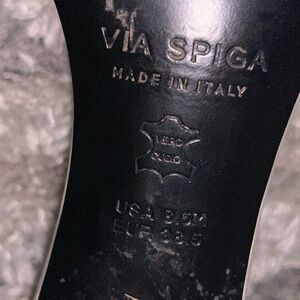 VIA SPIGA
MADE IN ITALY
VERO
CUOIO
USA 8.5M
EUR 38.5